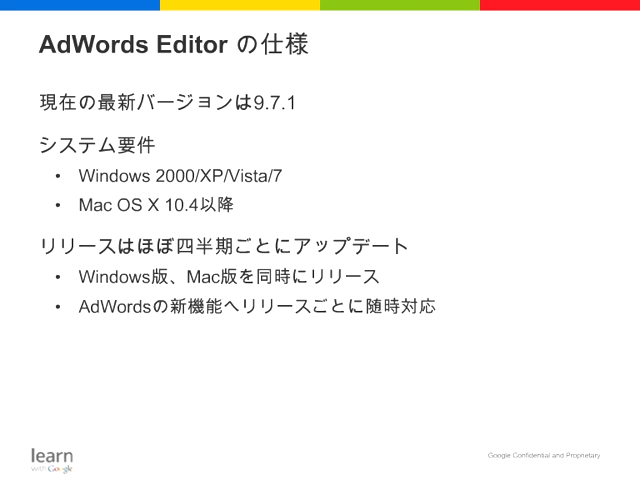 AdWords Editor の仕様
現在の最新バージョンは9.7.1
システム要件
• Windows 2000/XP/Vista/7
• Mac OS X 10.4以降
リリースはほぼ四半期ごとにアップデート
• Windows版、Mac版を同時にリリース
• AdWordsの新機能へリリースごとに随時対応
learn
with Google
Google Confidential and Proprietary